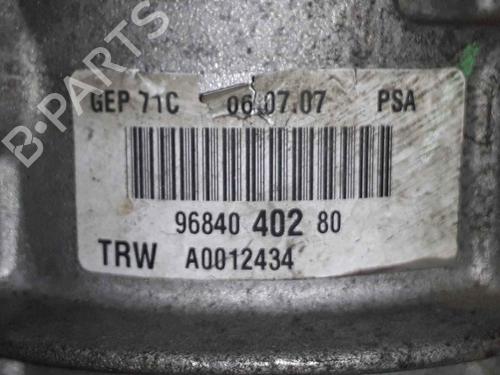 B-PARTS
GEP 71C 06.07.07 PSA
96840 402 80
TRW A0012434